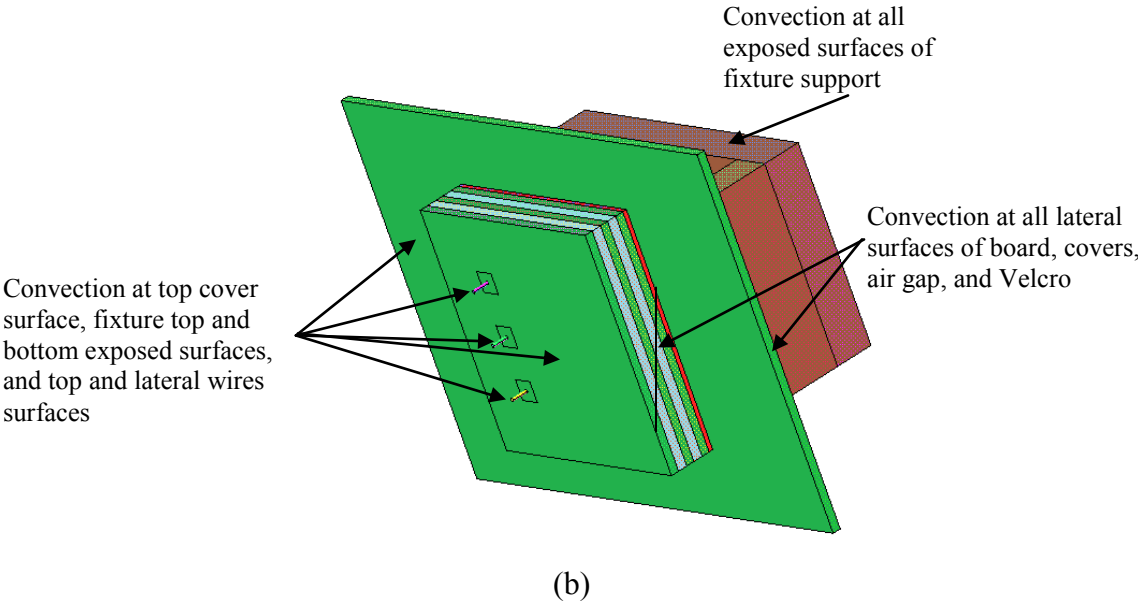 Convection at all
exposed surfaces of
fixture support
Convection at all lateral
surfaces of board, covers,
air gap, and Velcro
Convection at top cover
surface, fixture top and
bottom exposed surfaces,
and top and lateral wires
surfaces
(b)